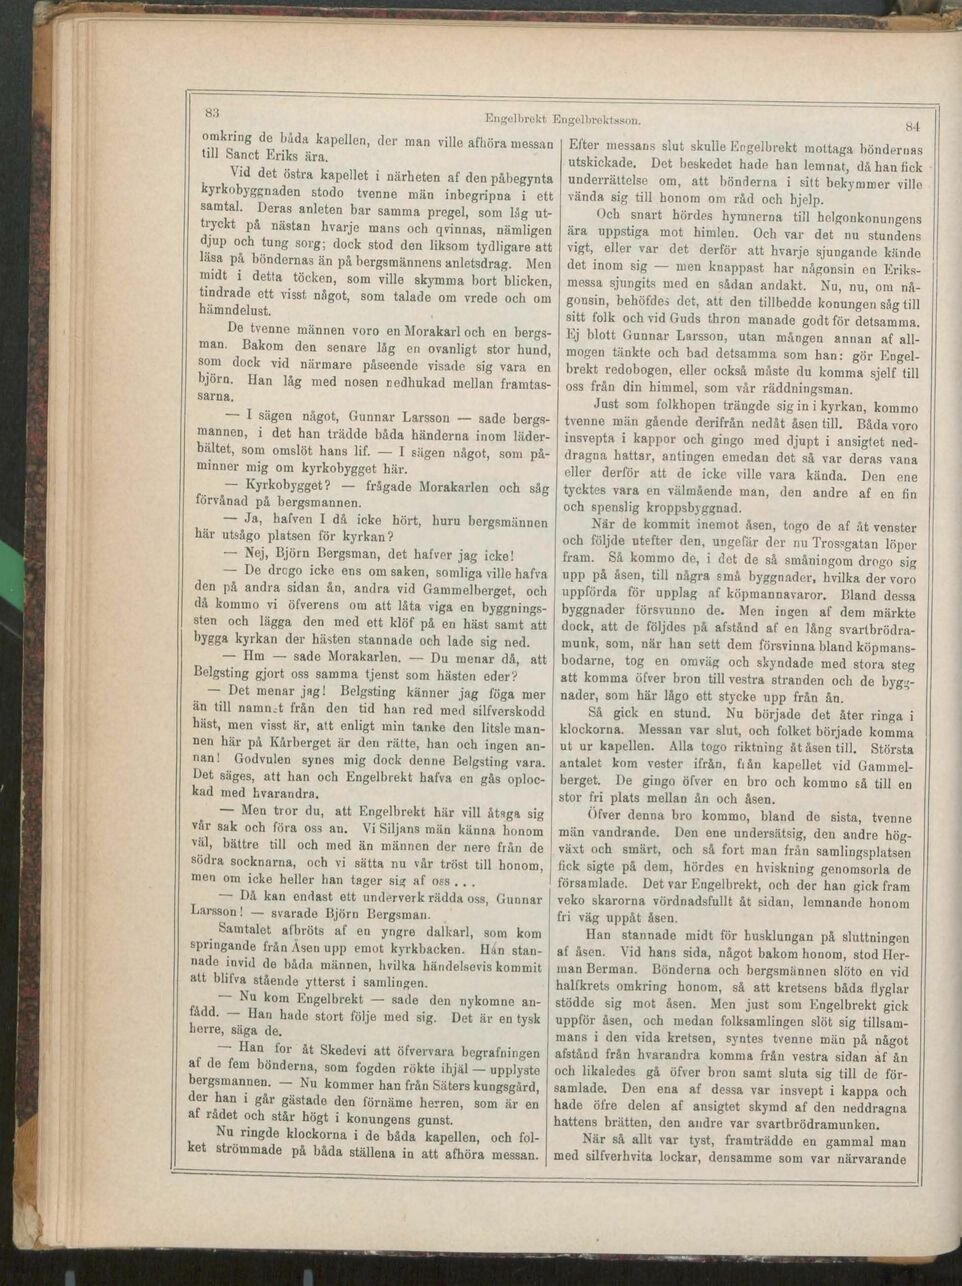 83
Engelbrekt Engelbrektsson.
84
omkring de båda kapellen, der man ville afhöra messan
till Sanct Eriks ära.
Vid det östra kapellet i närheten af den påbegynta
kyrkobyggnaden stodo tvenne män inbegripna i ett
samtal. Deras anleten bar samma pregel, som låg ut-
tryckt på nästan hvarje mans och qvinnas, nämligen
djup och tung sorg; dock stod den liksom tydligare att
läsa på böndernas än på bergsmännens anletsdrag. Men
midt i detta töcken, som ville skymma bort blicken,
tindrade ett visst något, som talade om vrede och om
hämndelust.
De tvenne männen voro en Morakarl och en bergs-
man. Bakom den senare låg en ovanligt stor hund,
som dock vid närmare påseende visade sig vara en
björn. Han låg med nosen nedhukad mellan framtas-
sarna.
— I sägen något, Gunnar Larsson — sade bergs-
mannen, i det han trädde båda händerna inom läder-
bältet, som omslöt hans lif. — I sägen något, som på-
minner mig om kyrkobygget här.
— Kyrkobygget? — frågade Morakarlen och såg
förvånad på bergsmannen.
— Ja, hafven I då icke hört, huru bergsmännen
här utsågo platsen för kyrkan?
— Nej, Björn Bergsman, det hafver jag icke!
— De drogo icke ens om saken, somliga ville hafva
den på andra sidan ån, andra vid Gammelberget, och
då kommo vi öfverens om att låta viga en byggnings-
sten och lägga den med ett klöf på en häst samt att
bygga kyrkan der hästen stannade och lade sig ned.
— Hm — sade Morakarlen. — Du menar då, att
Belgsting gjort oss samma tjenst som hästen eder?
— Det menar jag! Belgsting känner jag föga mer
än till namnet från den tid han red med silfverskodd
häst, men visst är, att enligt min tanke den litsle man-
nen här på Kårberget är den rätte, han och ingen an-
nan! Godvulen synes mig dock denne Belgsting vara.
Det säges, att han och Engelbrekt hafva en gås oploc-
kad med hvarandra.
— Men tror du, att Engelbrekt här vill åtaga sig
vår sak och föra oss an. Vi Siljans män känna honom
väl, bättre till och med än männen der nere från de
södra socknarna, och vi sätta nu vår tröst till honom,
men om icke heller han tager sig af oss . . .
— Då kan endast ett underverk rädda oss, Gunnar
Larsson! — svarade Björn Bergsman.
Samtalet afbröts af en yngre dalkarl, som kom
springande från Åsen upp emot kyrkbacken. Han stan-
nade invid de båda männen, hvilka händelsevis kommit
att blifva stående ytterst i samlingen.
— Nu kom Engelbrekt — sade den nykomne an-
fådd. — Han hade stort följe med sig. Det är en tysk
herre, säga de.
— Han for åt Skedevi att öfvervara begrafningen
af de fem bönderna, som fogden rökte ihjäl — upplyste
bergsmannen. — Nu kommer han från Säters kungsgård,
der han i går gästade den förnäme herren, som är en
af rådet och står högt i konungens gunst.
Nu ringde klockorna i de båda kapellen, och fol-
ket strömmade på båda ställena in att afhöra messan.
Efter messans slut skulle Engelbrekt mottaga böndernas
utskickade. Det beskedet hade han lemnat, då han fick
underrättelse om, att bönderna i sitt bekymmer ville
vända sig till honom om råd och hjelp.
Och snart hördes hymnerna till helgonkonungens
ära uppstiga mot himlen. Och var det nu stundens
vigt, eller var det derför att hvarje sjungande kände
det inom sig — men knappast har någonsin en Eriks-
messa sjungits med en sådan andakt. Nu, nu, om nå-
gonsin, behöfdes det, att den tillbedde konungen såg till
sitt folk och vid Guds thron manade godt för detsamma.
Ej blott Gunnar Larsson, utan mången annan af all-
mogen tänkte och bad detsamma som han: gör Engel-
brekt redobogen, eller också måste du komma sjelf till
oss från din himmel, som vår räddningsman.
Just som folkhopen trängde sig in i kyrkan, kommo
tvenne män gående derifrån nedåt åsen till. Båda voro
insvepta i kappor och gingo med djupt i ansigtet ned-
dragna hattar, antingen emedan det så var deras vana
eller derför att de icke ville vara kända. Den ene
tycktes vara en välmående man, den andre af en fin
och spenslig kroppsbyggnad.
När de kommit inemot åsen, togo de af åt venster
och följde utefter den, ungefär der nu Trossgatan löper
fram. Så kommo de, i det de så småningom drogo sig
upp på åsen, till några små byggnader, hvilka der voro
uppförda för upplag af köpmannavaror. Bland dessa
byggnader försvunno de. Men ingen af dem märkte
dock, att de följdes på afstånd af en lång svartbrödra-
munk, som, när han sett dem försvinna bland köpmans-
bodarne, tog en omväg och skyndade med stora steg
att komma öfver bron till vestra stranden och de bygg-
nader, som här lågo ett stycke upp från ån.
Så gick en stund. Nu började det åter ringa i
klockorna. Messan var slut, och folket började komma
ut ur kapellen. Alla togo riktning åt åsen till. Största
antalet kom vester ifrån, från kapellet vid Gammel-
berget. De gingo öfver en bro och kommo så till en
stor fri plats mellan ån och åsen.
Öfver denna bro kommo, bland de sista, tvenne
män vandrande. Den ene undersätsig, den andre hög-
växt och smärt, och så fort man från samlingsplatsen
fick sigte på dem, hördes en hviskning genomsorla de
församlade. Det var Engelbrekt, och der han gick fram
veko skarorna vördnadsfullt åt sidan, lemnande honom
fri väg uppåt åsen.
Han stannade midt för husklungan på sluttningen
af åsen. Vid hans sida, något bakom honom, stod Her-
man Berman. Bönderna och bergsmännen slöto en vid
halfkrets omkring honom, så att kretsens båda flyglar
stödde sig mot åsen. Men just som Engelbrekt gick
uppför åsen, och medan folksamlingen slöt sig tillsam-
mans i den vida kretsen, syntes tvenne män på något
afstånd från hvarandra komma från vestra sidan af ån
och likaledes gå öfver bron samt sluta sig till de för-
samlade. Den ena af dessa var insvept i kappa och
hade öfre delen af ansigtet skymd af den neddragna
hattens brätten, den andre var svartbrödramunken.
När så allt var tyst, framträdde en gammal man
med silfverhvita lockar, densamme som var närvarande